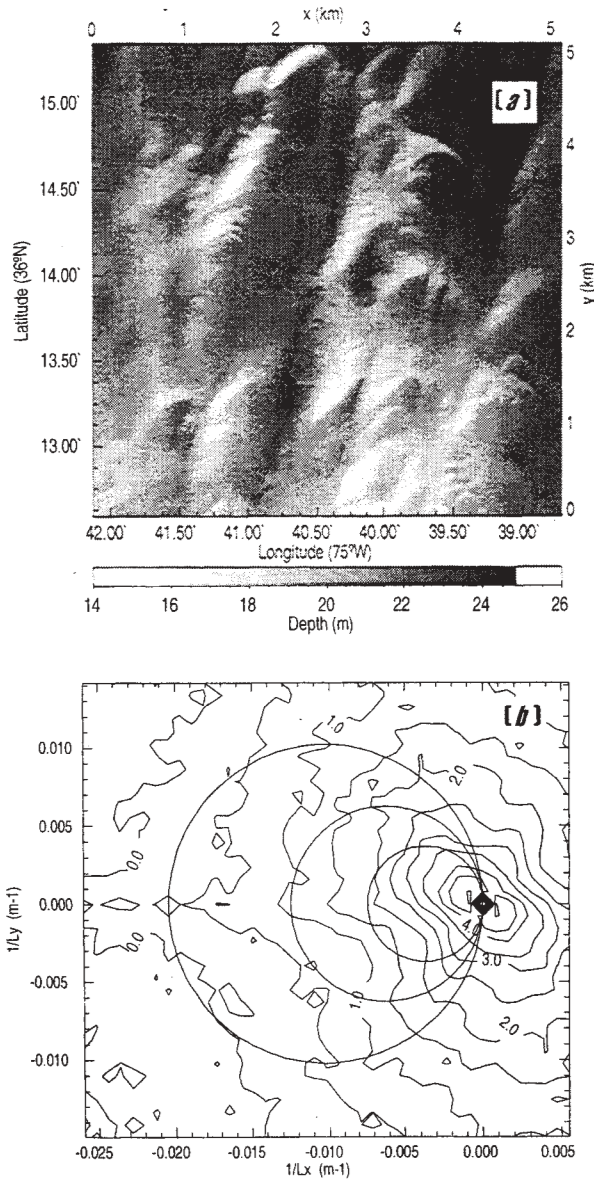 x (km)
0 1 2 3 4 5
[a]
15.00'
14.50'
14.00'
13.50'
13.00'
Latitude (36ºN)
5
4
3
2
1
0
y (km)
42.00' 41.50' 41.00' 40.50' 40.00' 39.50' 39.00'
Longitude (75ºW)
14 16 18 20 22 24 26
Depth (m)
[b]
0.010
0.005
0.000
-0.005
-0.010
1/Ly (m-1)
1.0
2.0
0.0
4.0
0.0
3.0
1.0
2.0
-0.025 -0.020 -0.015 -0.010 -0.005 0.000 0.005
1/Lx (m-1)